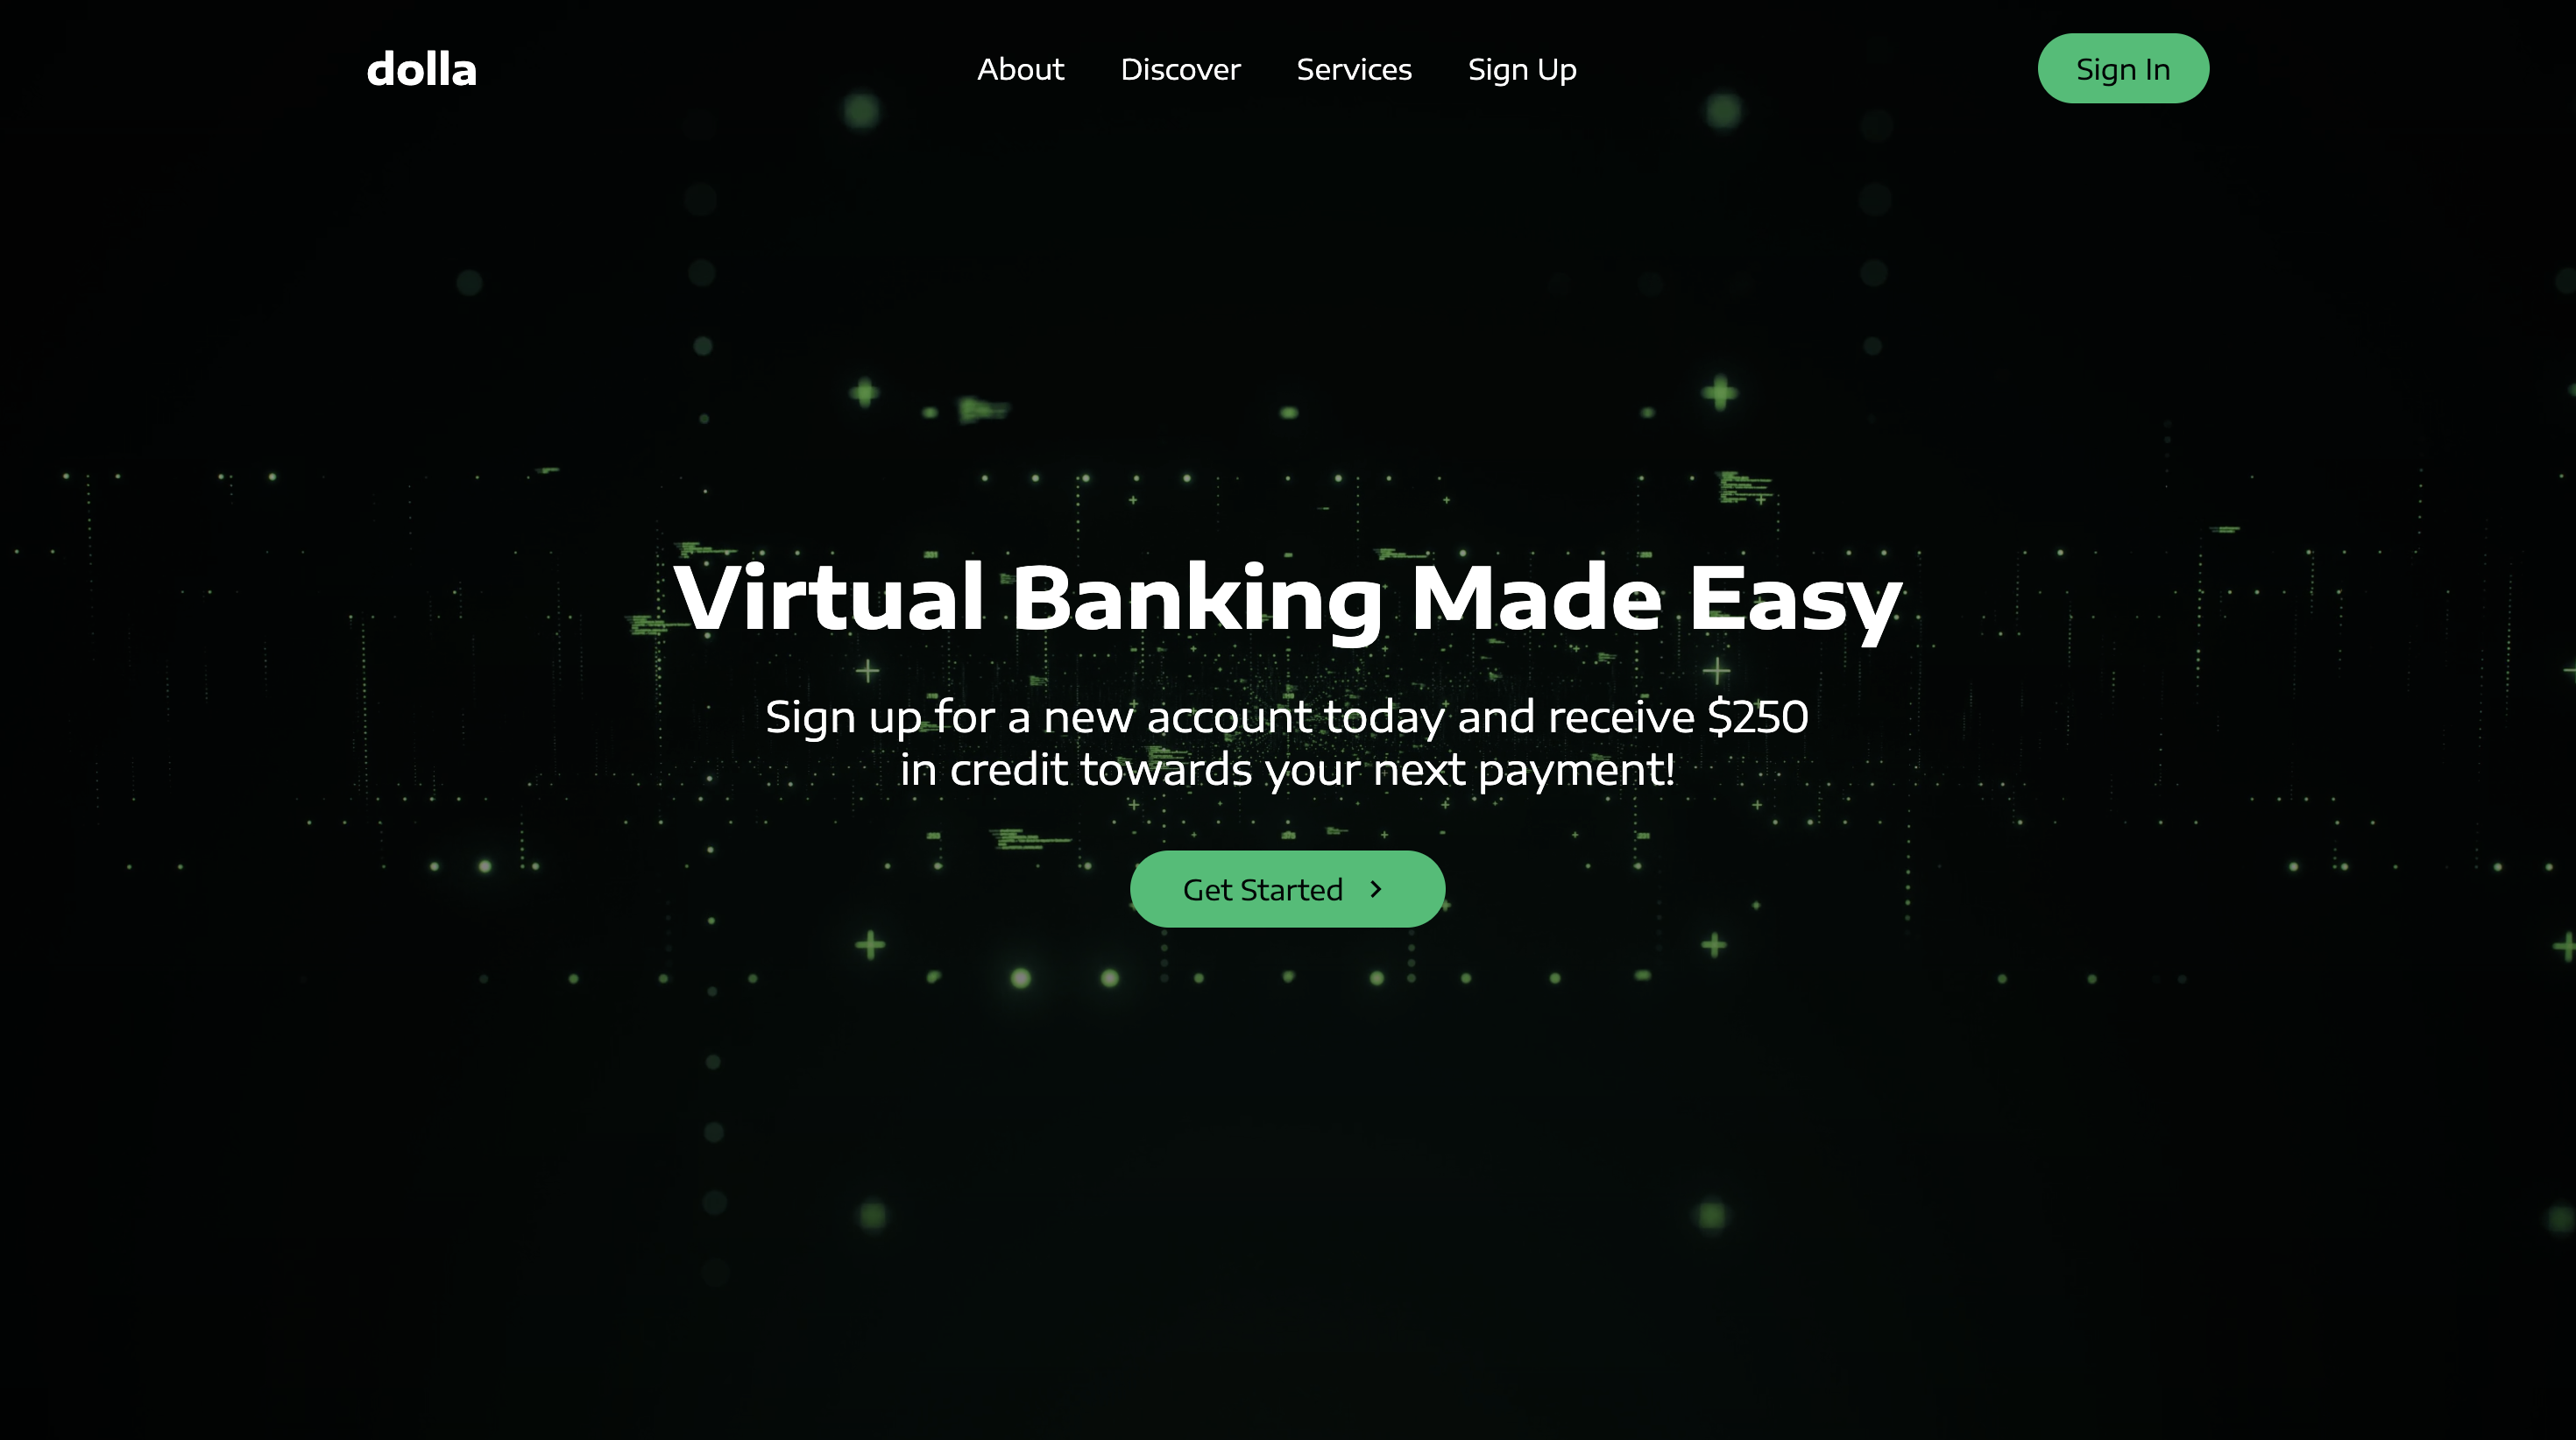 dolla
About
Discover
Services
Sign Up
Sign In
Virtual Banking Made Easy
Sign up for a new account today and receive $250
in credit towards your next payment!
Get Started